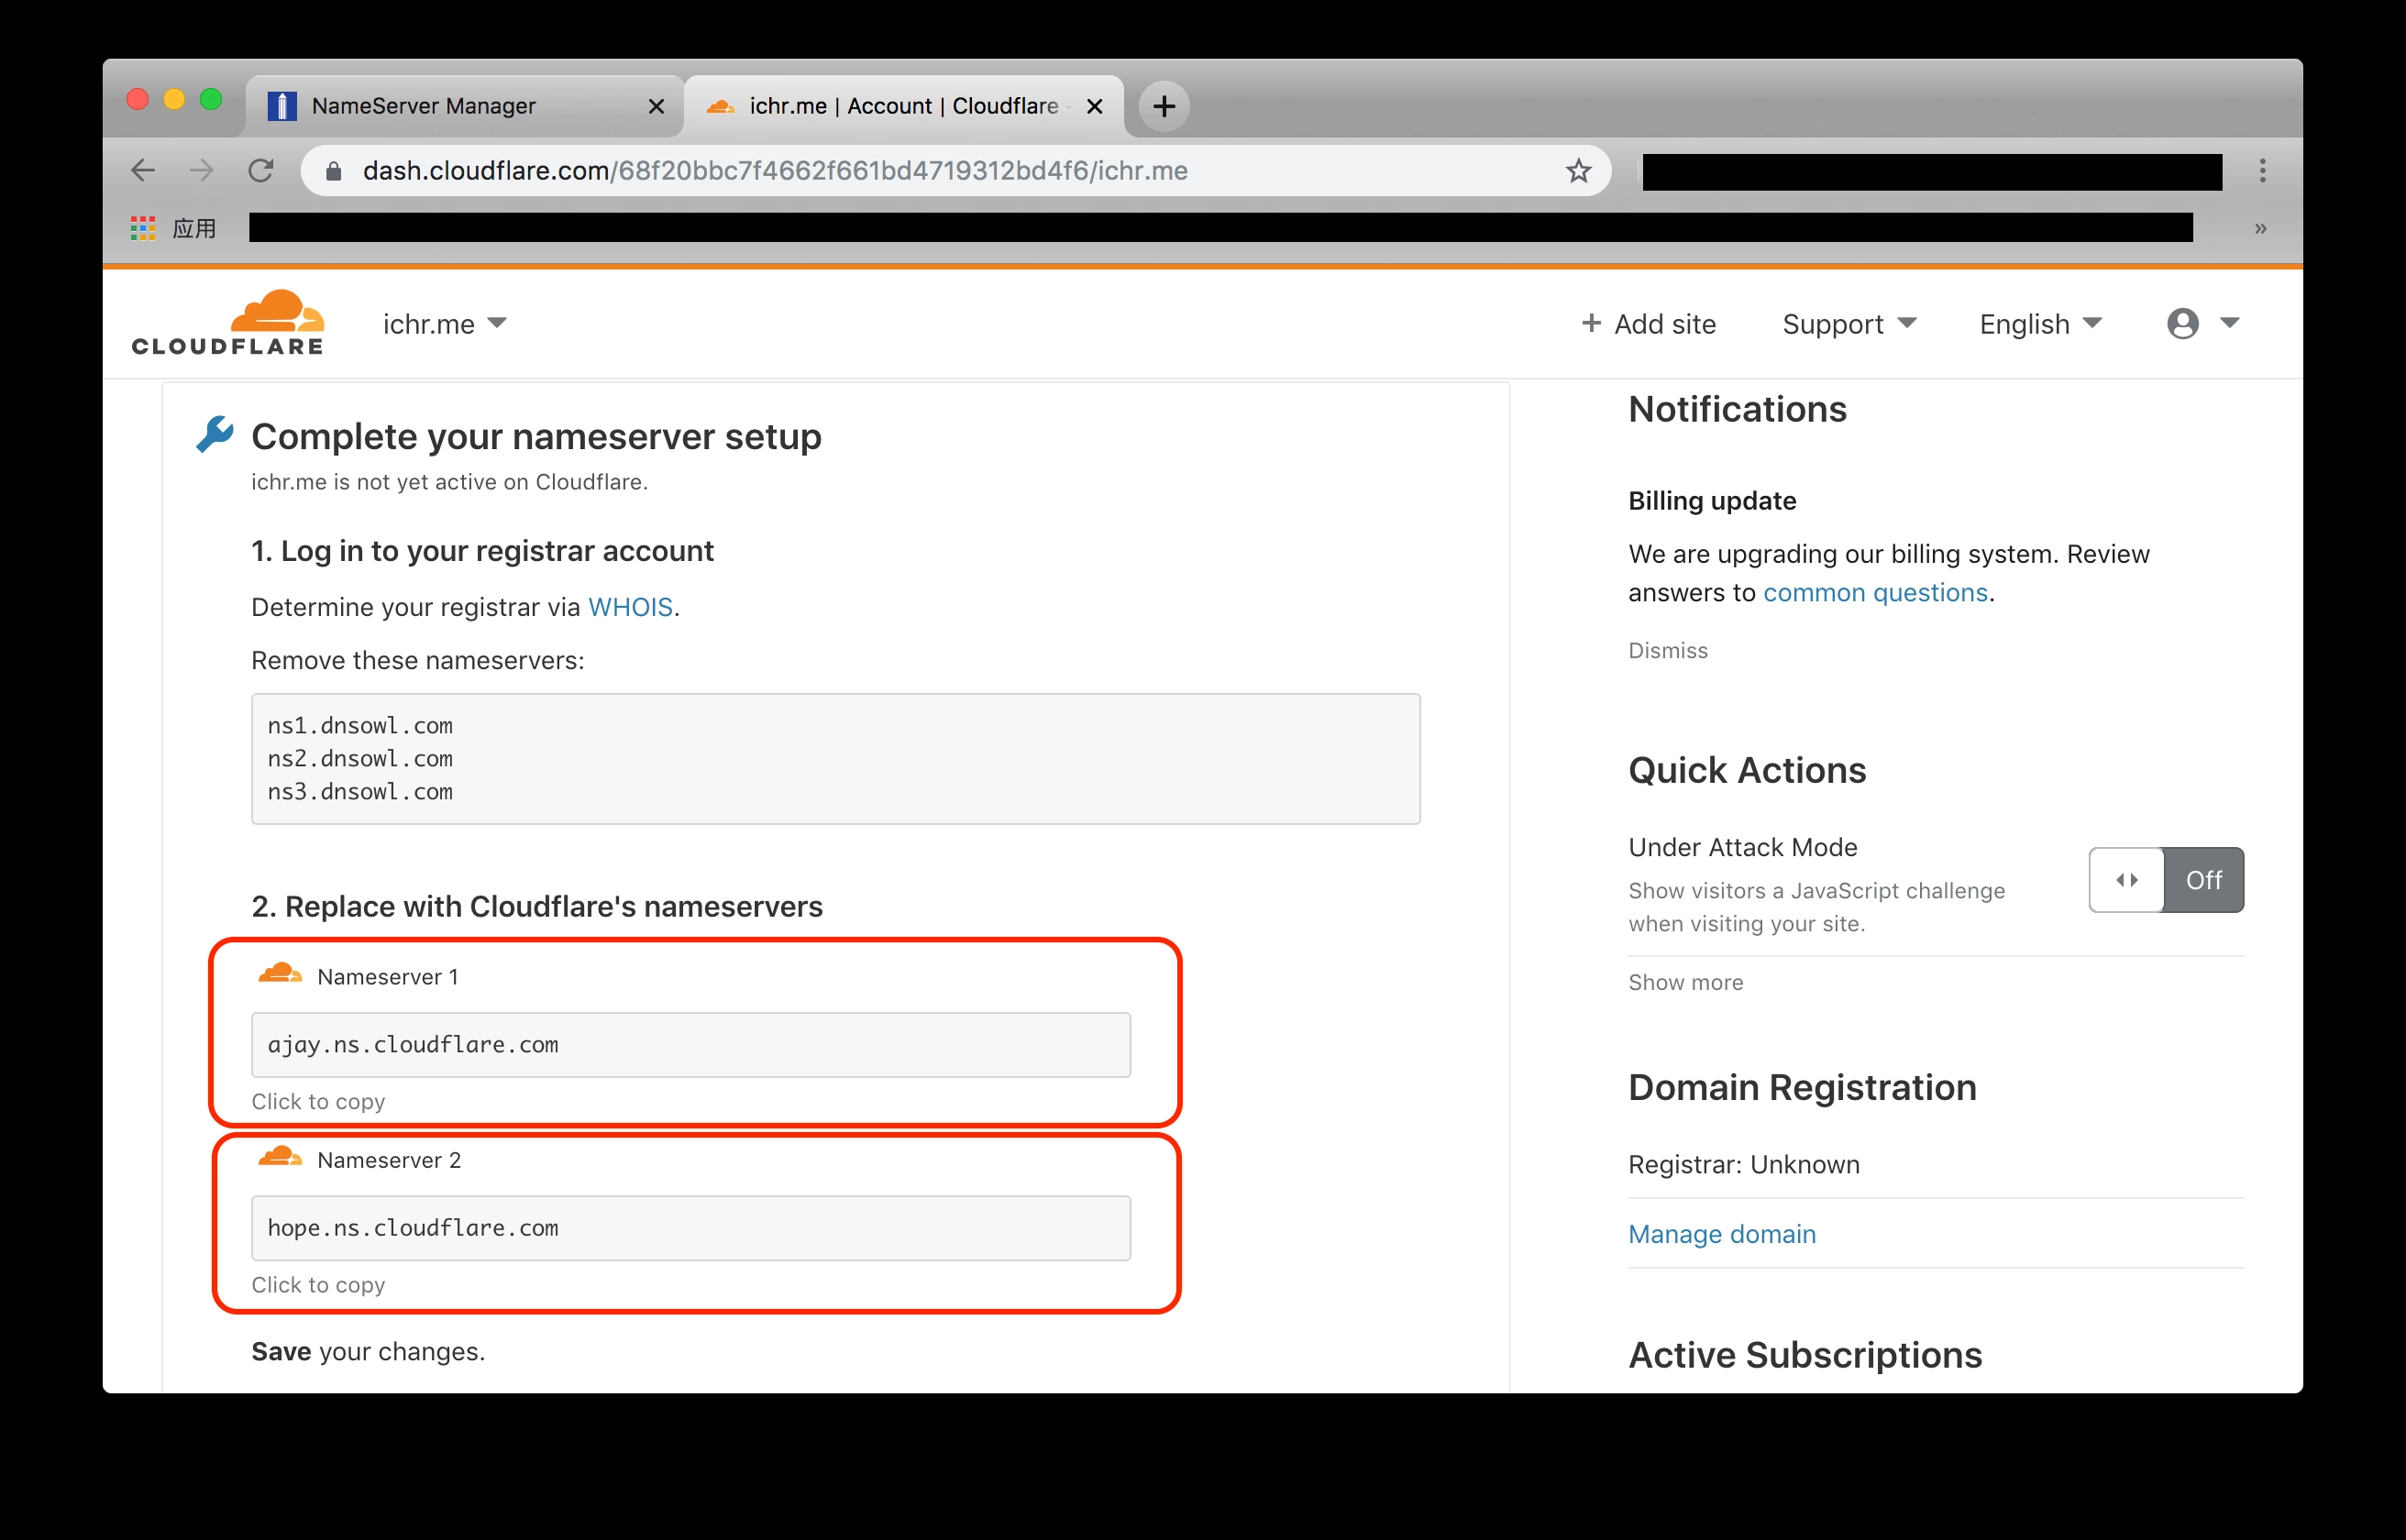 NameServer Manager
ichr.me | Account | Cloudflare
dash.cloudflare.com/68f20bbc7f4662f661bd4719312bd4f6/ichr.me
应用
»
CLOUDFLARE
ichr.me
+ Add site
Support
English
Complete your nameserver setup
ichr.me is not yet active on Cloudflare.
1. Log in to your registrar account
Determine your registrar via WHOIS.
Remove these nameservers:
ns1.dnsowl.com
ns2.dnsowl.com
ns3.dnsowl.com
2. Replace with Cloudflare's nameservers
Nameserver 1
ajay.ns.cloudflare.com
Click to copy
Nameserver 2
hope.ns.cloudflare.com
Click to copy
Save your changes.
Notifications
Billing update
We are upgrading our billing system. Review
answers to common questions.
Dismiss
Quick Actions
Under Attack Mode
Show visitors a JavaScript challenge
when visiting your site.
Off
Show more
Domain Registration
Registrar: Unknown
Manage domain
Active Subscriptions